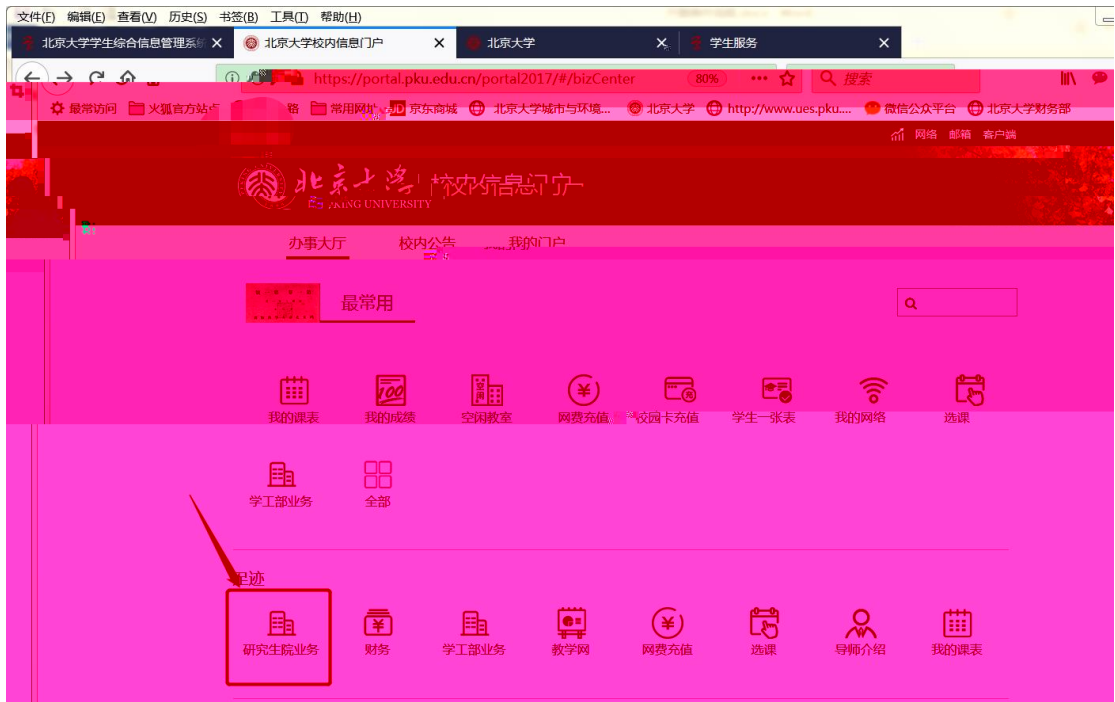 文件(F) 编辑(E) 查看(V) 历史(S) 书签(B) 工具(T) 帮助(H)
北京大学学生综合信息管理系统 北京大学校内信息门户 北京大学 学生服务
https://portal.pku.edu.cn/portal2017/#/bizCenter 80% 搜索
最常访问 火狐官方站点 常用网址 JD 京东商城 北京大学城市与环境... 北京大学 http://www.ues.pku.... 微信公众平台 北京大学财务部
网络 邮箱 客户端
北京大学 校内信息门户
PEKING UNIVERSITY
办事大厅 校内公告 我的门户
最常用
我的课表 我的成绩 空闲教室 网费充值 校园卡充值 学生一张表 我的网络 选课
学工部业务 全部
足迹
研究生院业务 财务 学工部业务 教学网 网费充值 选课 导师介绍 我的课表